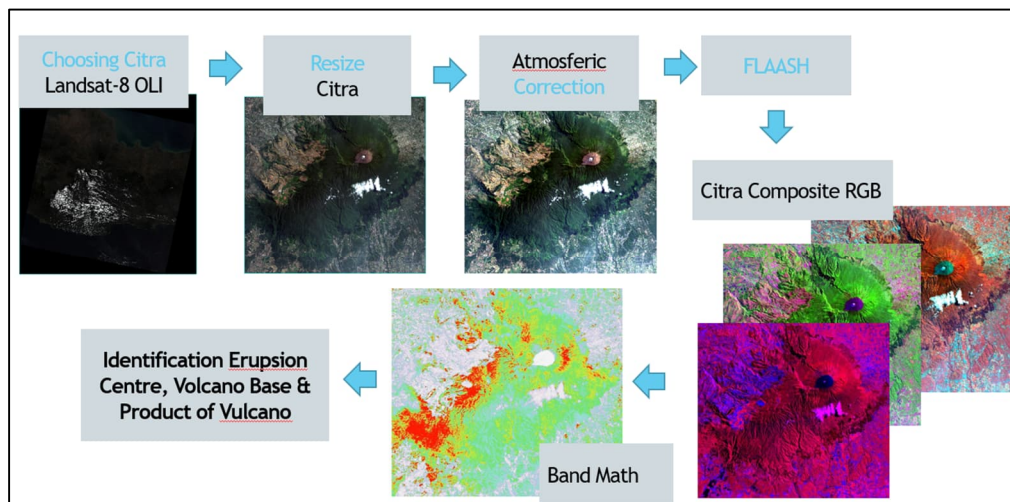 Choosing Citra
Landsat-8 OLI
Resize
Citra
Atmosferic
Correction
FLAASH
Citra Composite RGB
Band Math
Identification Erupsion
Centre, Volcano Base &
Product of Vulcano